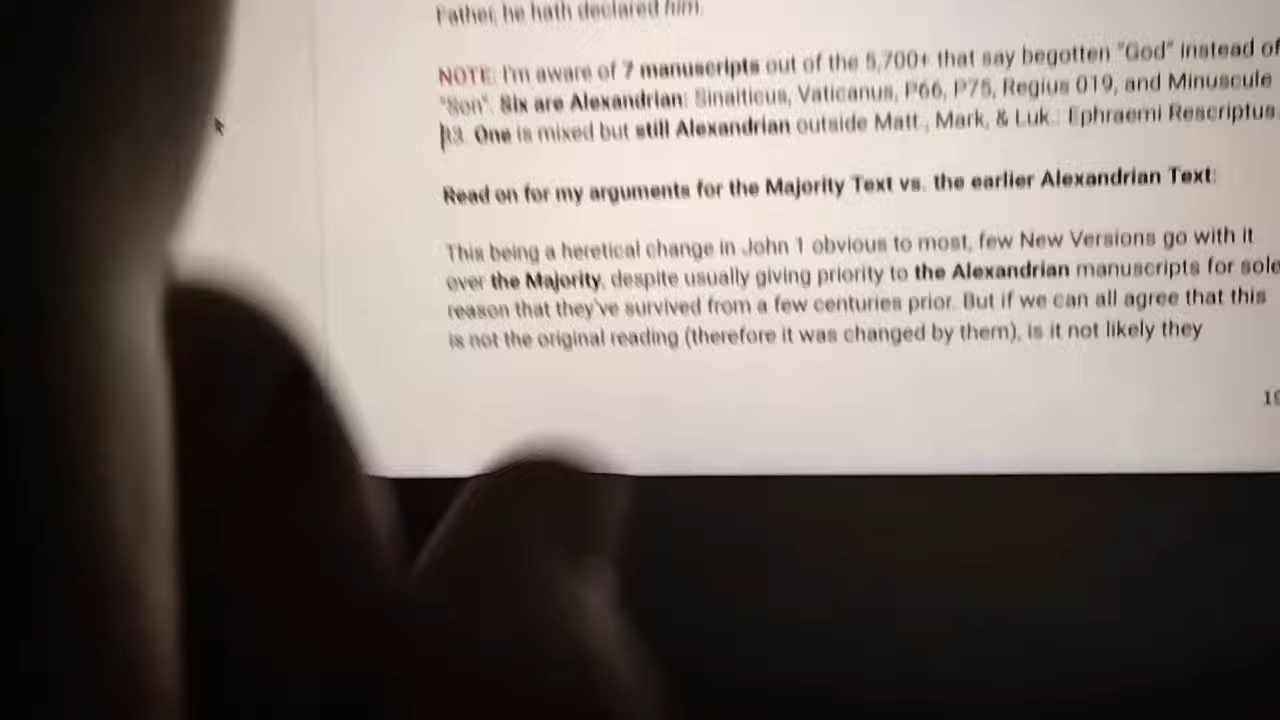 Father, he hath declared him.
NOTE: I'm aware of 7 manuscripts out of the 5,700+ that say begotten "God" instead of
"Son". Six are Alexandrian: Sinaiticus, Vaticanus, P66, P75, Regius 019, and Minuscule
33. One is mixed but still Alexandrian outside Matt., Mark, & Luk.: Ephraemi Rescriptus.
Read on for my arguments for the Majority Text vs. the earlier Alexandrian Text:
This being a heretical change in John 1 obvious to most, few New Versions go with it
over the Majority, despite usually giving priority to the Alexandrian manuscripts for sole
reason that they've survived from a few centuries prior. But if we can all agree that this
is not the original reading (therefore it was changed by them), is it not likely they